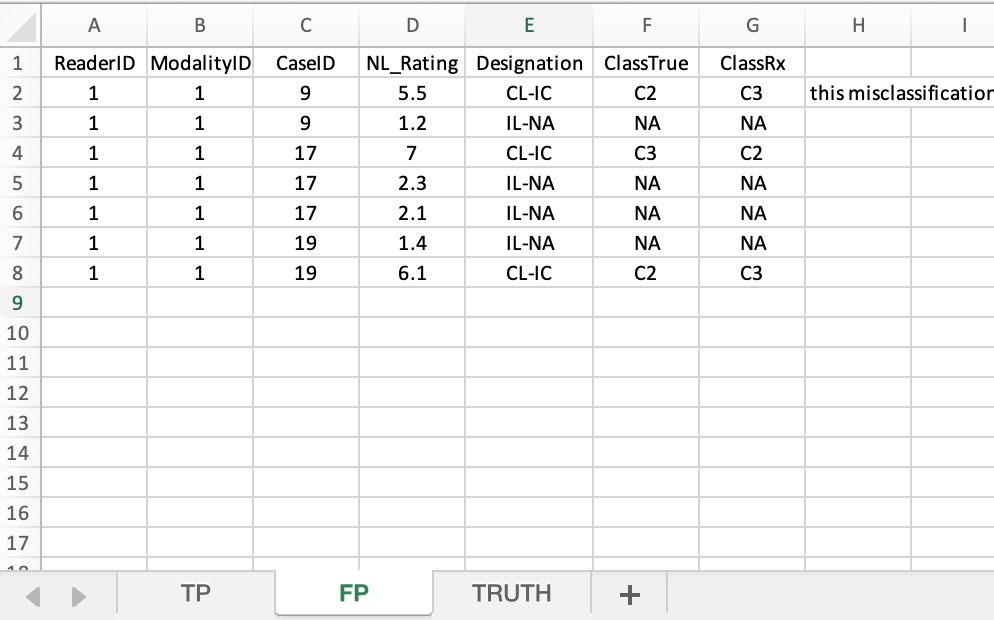 A B C D E F G H I
1 ReaderID ModalityID CaseID NL_Rating Designation ClassTrue ClassRx
2 1 1 9 5.5 CL-IC C2 C3 this misclassification
3 1 1 9 1.2 IL-NA NA NA
4 1 1 17 7 CL-IC C3 C2
5 1 1 17 2.3 IL-NA NA NA
6 1 1 17 2.1 IL-NA NA NA
7 1 1 19 1.4 IL-NA NA NA
8 1 1 19 6.1 CL-IC C2 C3
9
10
11
12
13
14
15
16
17
TP FP TRUTH +